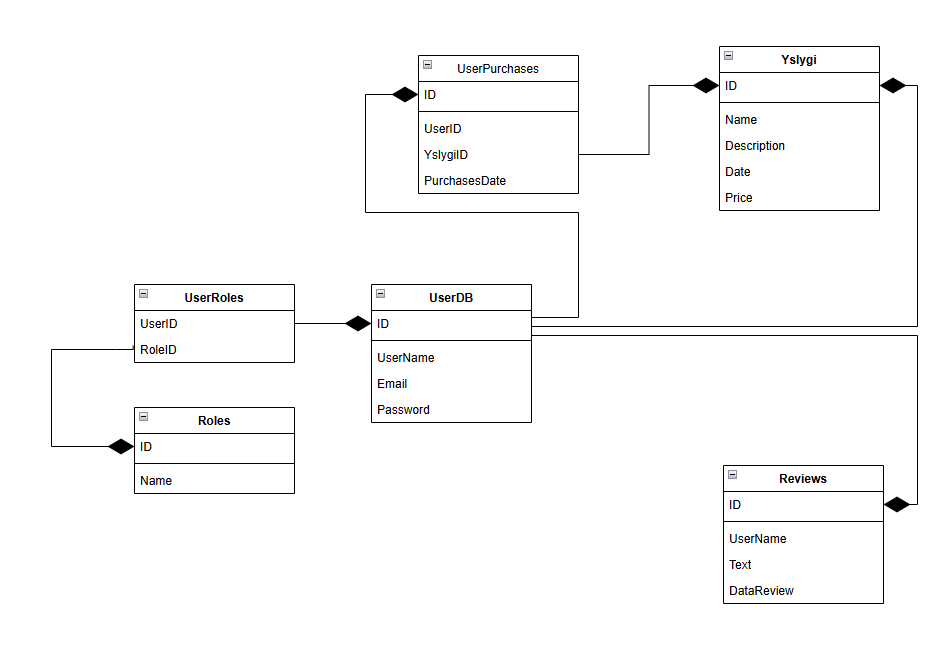 UserPurchases
ID
UserID
YslygiID
PurchasesDate
Yslygi
ID
Name
Description
Date
Price
UserRoles
UserID
RoleID
UserDB
ID
UserName
Email
Password
Roles
ID
Name
Reviews
ID
UserName
Text
DataReview